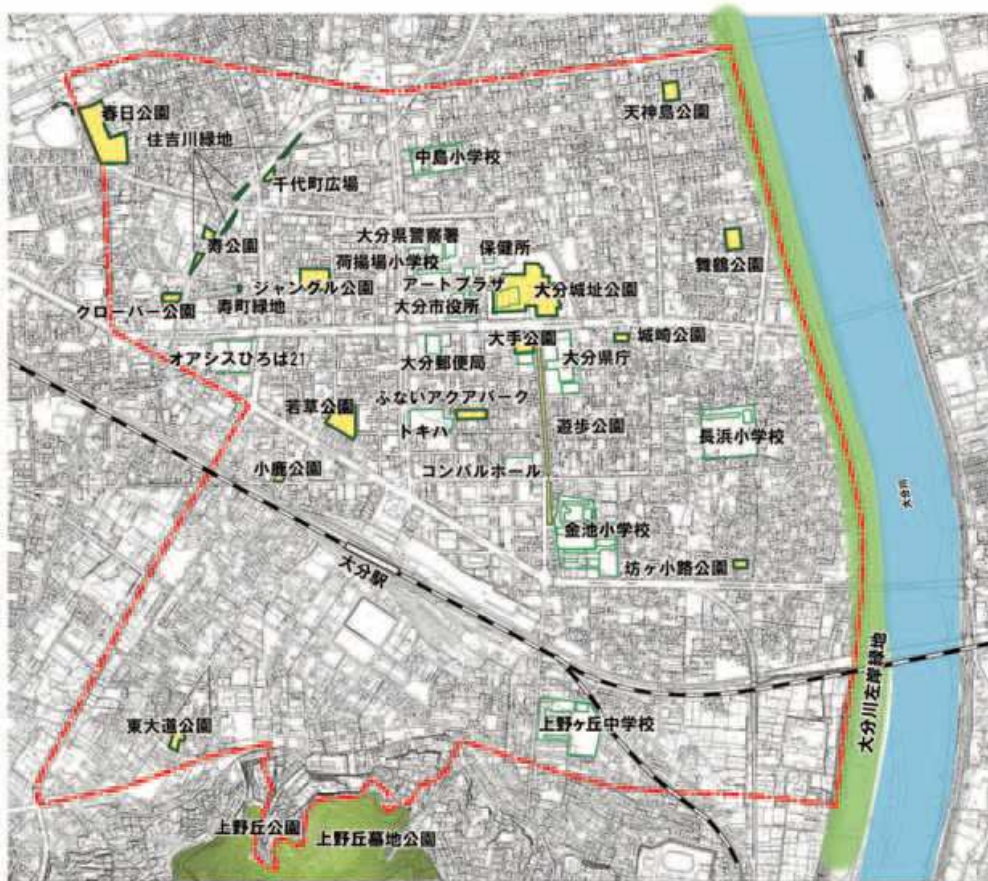 春日公園
天神島公園
住吉川緑地
中島小学校
千代町広場
寿公園
大分県警察署
保健所
荷揚場小学校
舞鶴公園
ジャングル公園
アートプラザ
大分城址公園
クローバー公園
寿町緑地
大分市役所
大手公園
城崎公園
オアシスひろば21
大分郵便局
大分県庁
ふないアクアパーク
若草公園
トキハ
遊歩公園
長浜小学校
小鹿公園
コンパルホール
大分川
金池小学校
大分駅
坊ヶ小路公園
大分川左岸緑地
東大道公園
上野ヶ丘中学校
上野丘公園
上野丘墓地公園